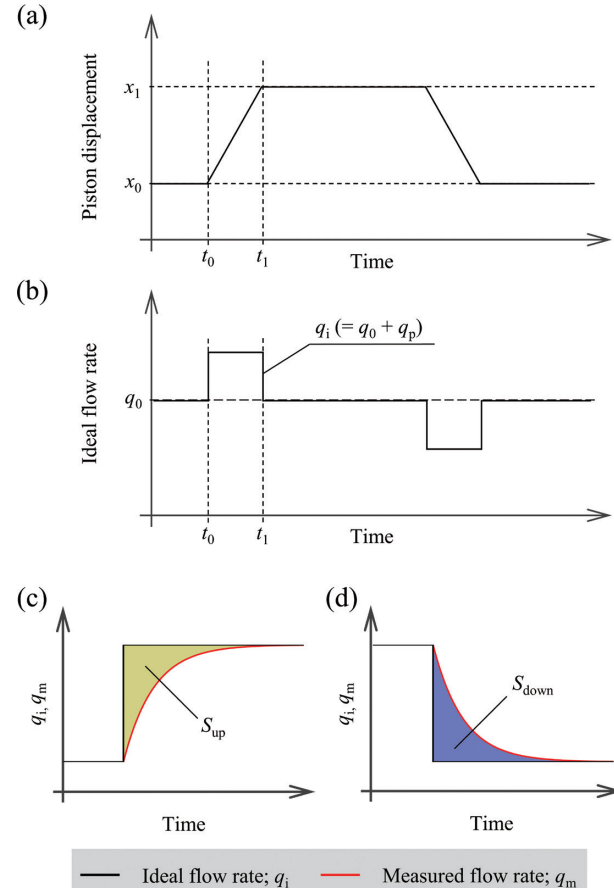 (a)
Piston displacement
x1
x0
t0
t1
Time
(b)
Ideal flow rate
qi (= q0 + qp)
q0
t0
t1
Time
(c)
qi, qm
Sup
Time
(d)
qi, qm
Sdown
Time
Ideal flow rate; qi
Measured flow rate; qm